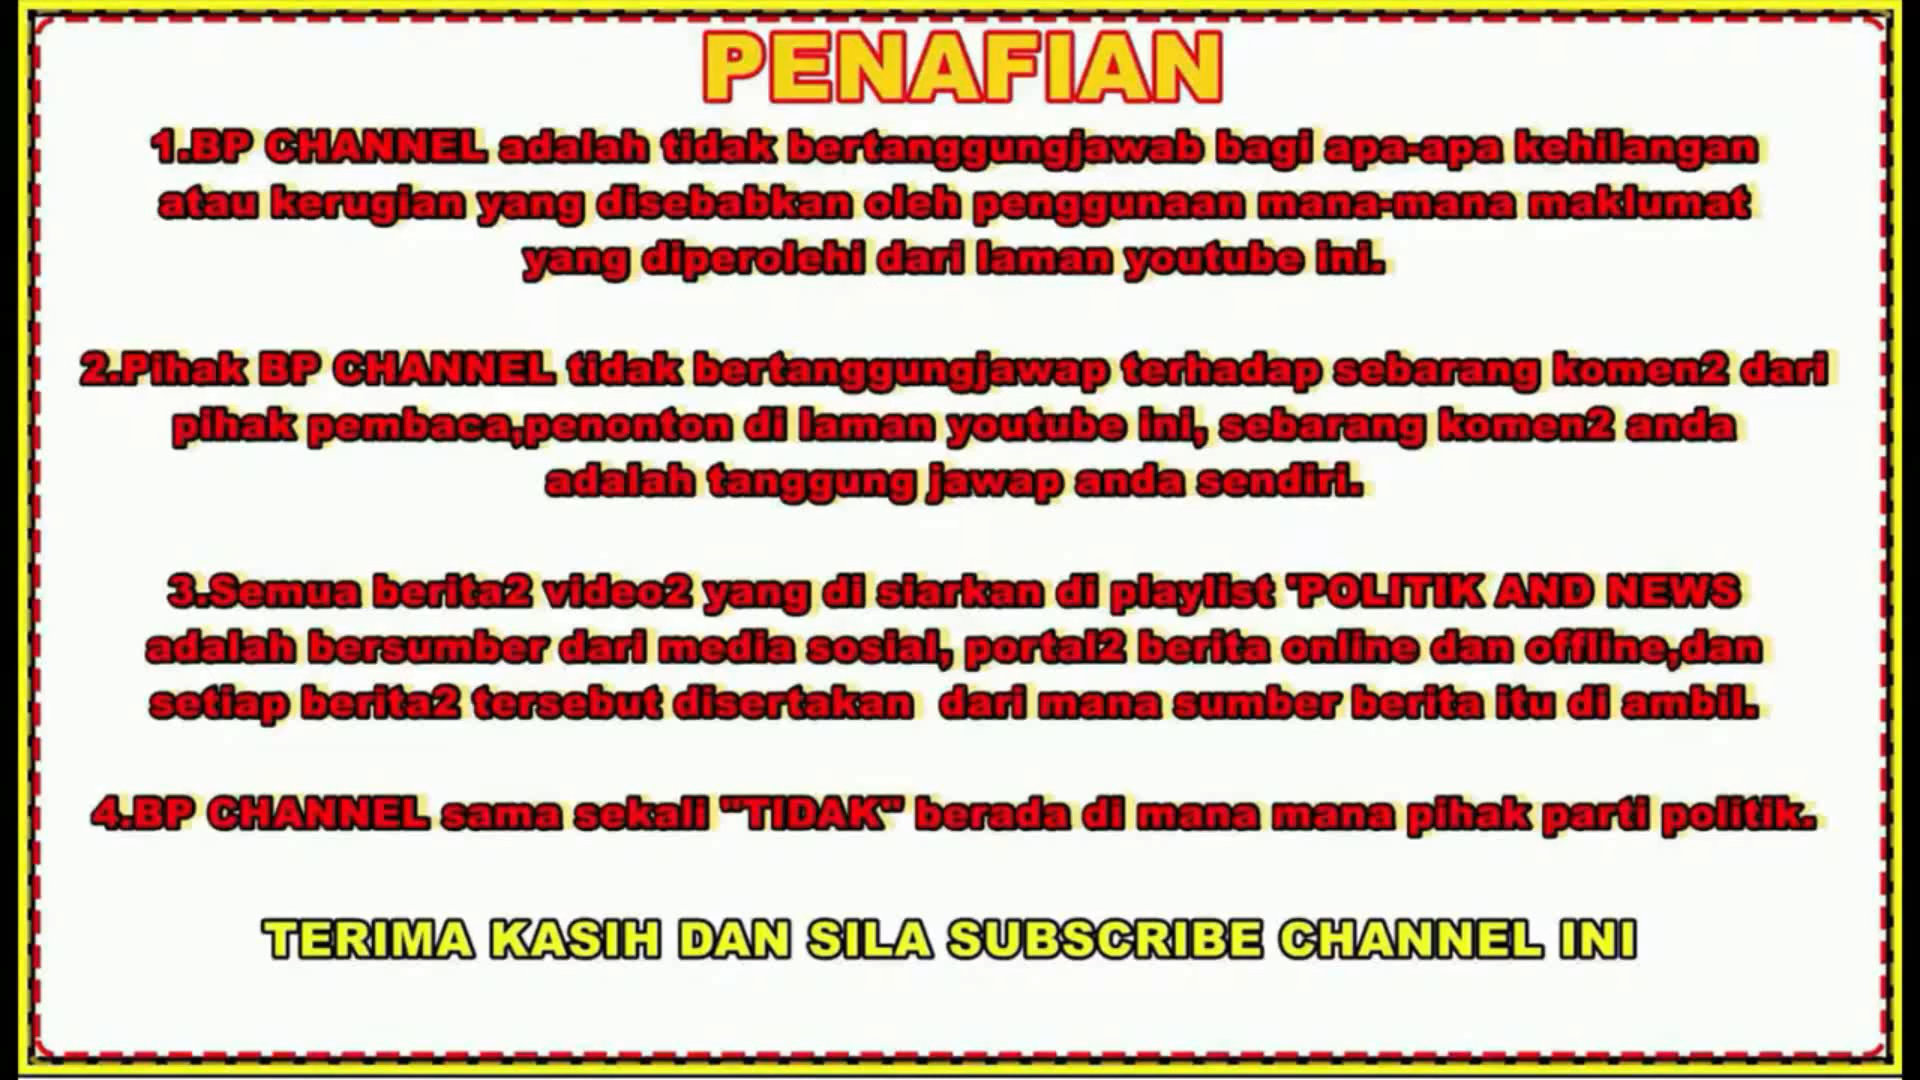 PENAFIAN
1.BP CHANNEL adalah tidak bertanggungjawab bagi apa-apa kehilangan
atau kerugian yang disebabkan oleh penggunaan mana-mana maklumat
yang diperolehi dari laman youtube ini.
2.Pihak BP CHANNEL tidak bertanggungjawap terhadap sebarang komen2 dari
pihak pembaca,penonton di laman youtube ini, sebarang komen2 anda
adalah tanggung jawap anda sendiri.
3.Semua berita2 video2 yang di siarkan di playlist "POLITIK AND NEWS
adalah bersumber dari media sosial, portal2 berita online dan offline,dan
setiap berita2 tersebut disertakan  dari mana sumber berita itu di ambil.
4.BP CHANNEL sama sekali "TIDAK" berada di mana mana pihak parti politik.
TERIMA KASIH DAN SILA SUBSCRIBE CHANNEL INI